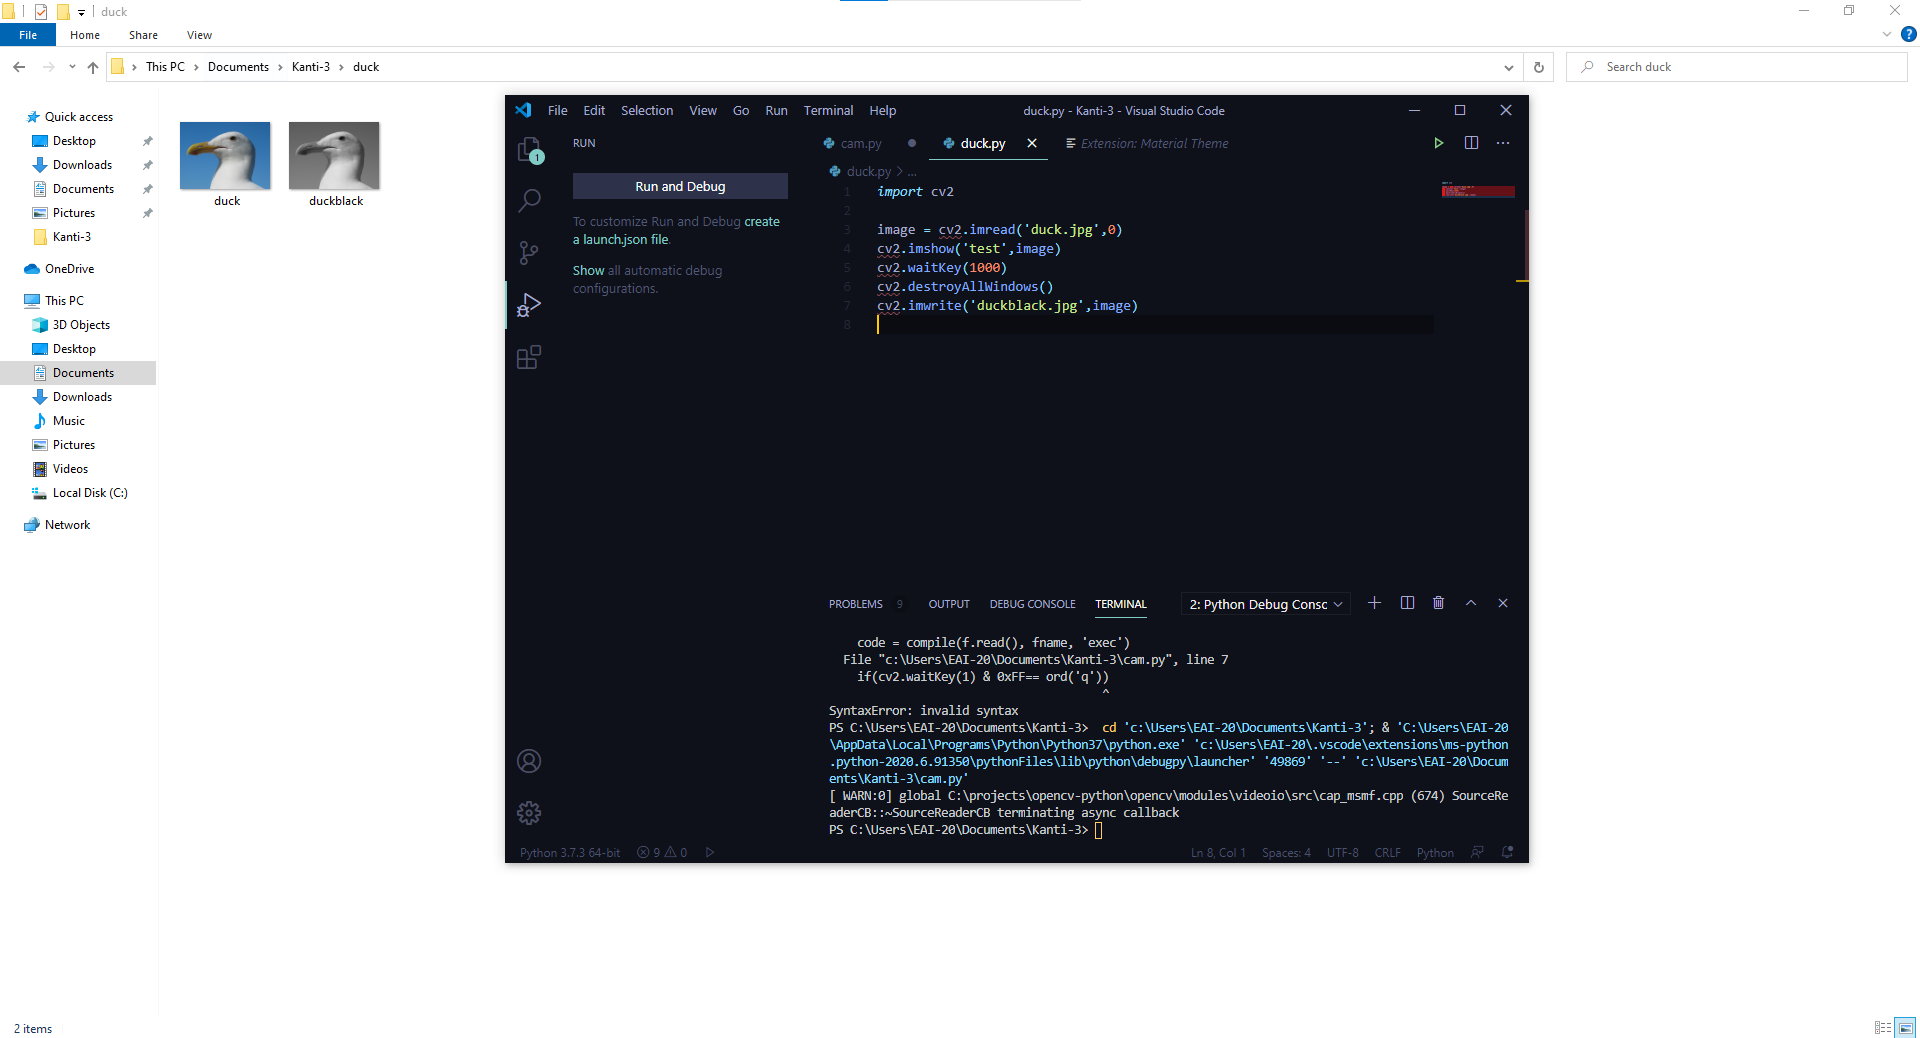 duck
File Home Share View
This PC > Documents > Kanti-3 > duck
Search duck
Quick access
Desktop
Downloads
Documents
Pictures
Kanti-3
OneDrive
This PC
3D Objects
Desktop
Documents
Downloads
Music
Pictures
Videos
Local Disk (C:)
Network
duck
duckblack
2 items
File Edit Selection View Go Run Terminal Help
duck.py - Kanti-3 - Visual Studio Code
1
RUN
Run and Debug
To customize Run and Debug create
a launch.json file.
Show all automatic debug
configurations.
cam.py
duck.py
Extension: Material Theme
duck.py > ...
1 import cv2
2
3 image = cv2.imread('duck.jpg',0)
4 cv2.imshow('test',image)
5 cv2.waitKey(1000)
6 cv2.destroyAllWindows()
7 cv2.imwrite('duckblack.jpg',image)
8
PROBLEMS 9 OUTPUT DEBUG CONSOLE TERMINAL
2: Python Debug Consc
code = compile(f.read(), fname, 'exec')
File "c:\Users\EAI-20\Documents\Kanti-3\cam.py", line 7
if(cv2.waitKey(1) & 0xFF== ord('q'))
^
SyntaxError: invalid syntax
PS C:\Users\EAI-20\Documents\Kanti-3> cd 'c:\Users\EAI-20\Documents\Kanti-3'; & 'C:\Users\EAI-20
\AppData\Local\Programs\Python\Python37\python.exe' 'c:\Users\EAI-20\.vscode\extensions\ms-python
.python-2020.6.91350\pythonFiles\lib\python\debugpy\launcher' '49869' '--' 'c:\Users\EAI-20\Docum
ents\Kanti-3\cam.py'
[ WARN:0] global C:\projects\opencv-python\opencv\modules\videoio\src\cap_msmf.cpp (674) SourceRe
aderCB::~SourceReaderCB terminating async callback
PS C:\Users\EAI-20\Documents\Kanti-3>
Python 3.7.3 64-bit 9 0
Ln 8, Col 1 Spaces: 4 UTF-8 CRLF Python